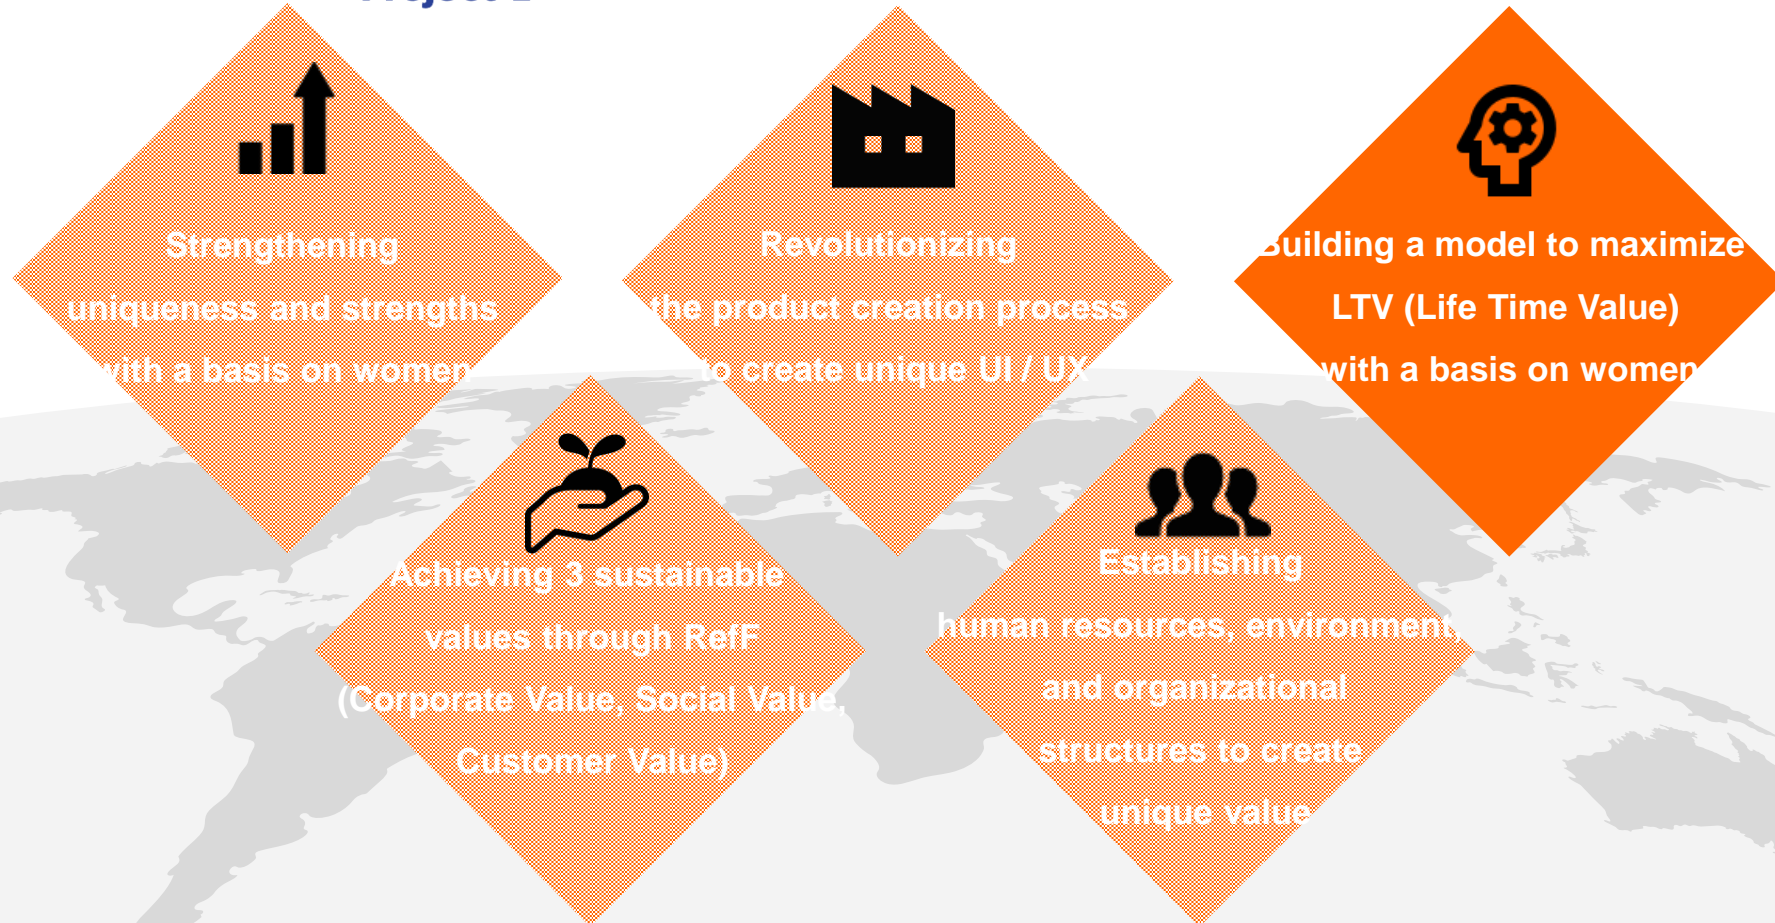 Strengthening
uniqueness and strengths
with a basis on women
Revolutionizing
the product creation process
to create unique UI / UX
Building a model to maximize
LTV (Life Time Value)
with a basis on women
Achieving 3 sustainable
values through RefF
(Corporate Value, Social Value,
Customer Value)
Establishing
human resources, environment,
and organizational
structures to create
unique value